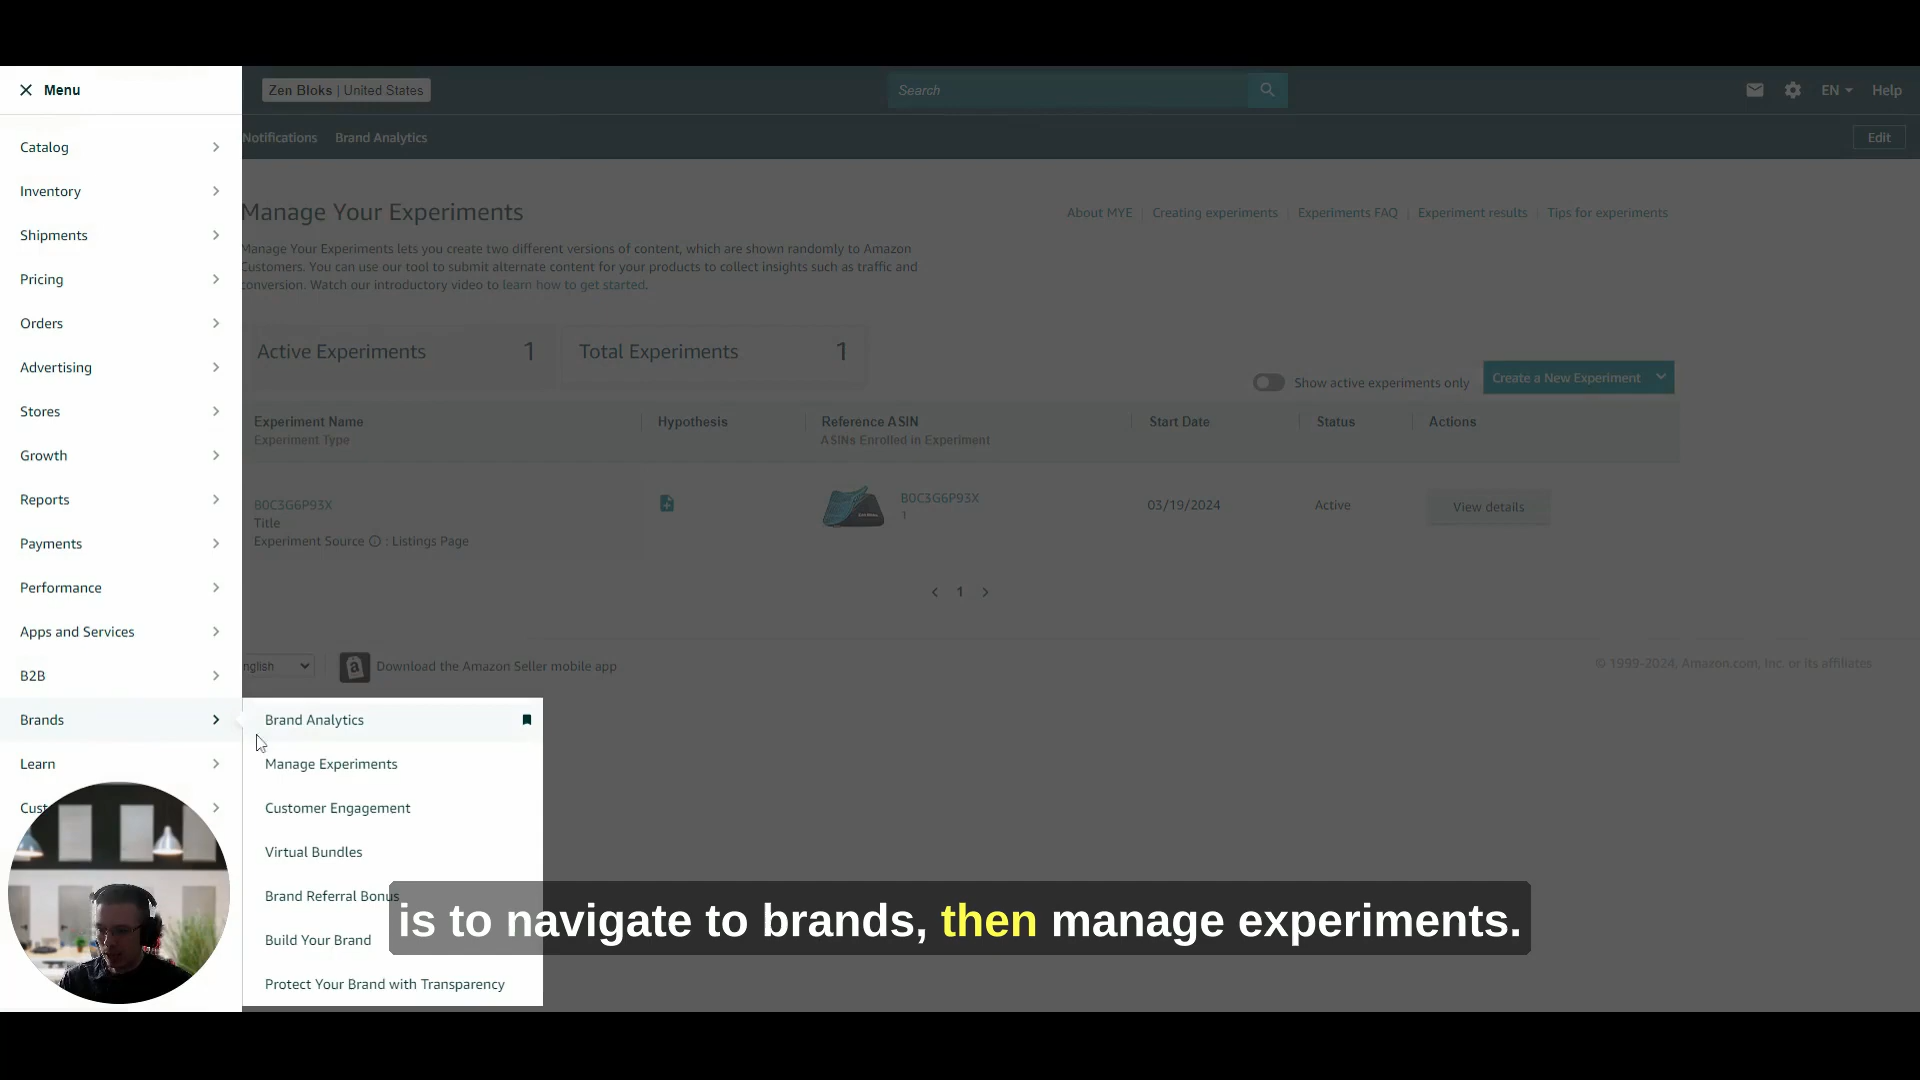 Menu
Zen Bloks | United States
Search
EN
Help
Notifications
Brand Analytics
Edit
Catalog
Inventory
Shipments
Pricing
Orders
Advertising
Stores
Growth
Reports
Payments
Performance
Apps and Services
B2B
Brands
Learn
Cust
Manage Your Experiments
About MYE
Creating experiments
Experiments FAQ
Experiment results
Tips for experiments
Manage Your Experiments lets you create two different versions of content, which are shown randomly to Amazon
Customers. You can use our tool to submit alternate content for your products to collect insights such as traffic and
conversion. Watch our introductory video to learn how to get started.
Active Experiments 1
Total Experiments 1
Show active experiments only
Create a New Experiment
Experiment Name
Experiment Type
Hypothesis
Reference ASIN
ASINs Enrolled in Experiment
Start Date
Status
Actions
B0C3G6P93X
Title
Experiment Source : Listings Page
B0C3G6P93X
1
03/19/2024
Active
View details
1
nglish
Download the Amazon Seller mobile app
© 1999-2024, Amazon.com, Inc. or its affiliates
Brand Analytics
Manage Experiments
Customer Engagement
Virtual Bundles
Brand Referral Bonus
Build Your Brand
Protect Your Brand with Transparency
is to navigate to brands, then manage experiments.